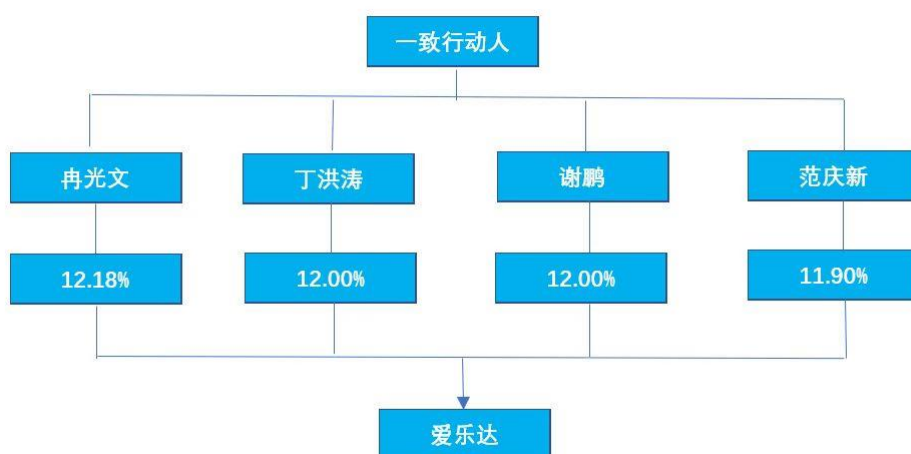 一致行动人
冉光文
丁洪涛
谢鹏
范庆新
12.18%
12.00%
12.00%
11.90%
爱乐达